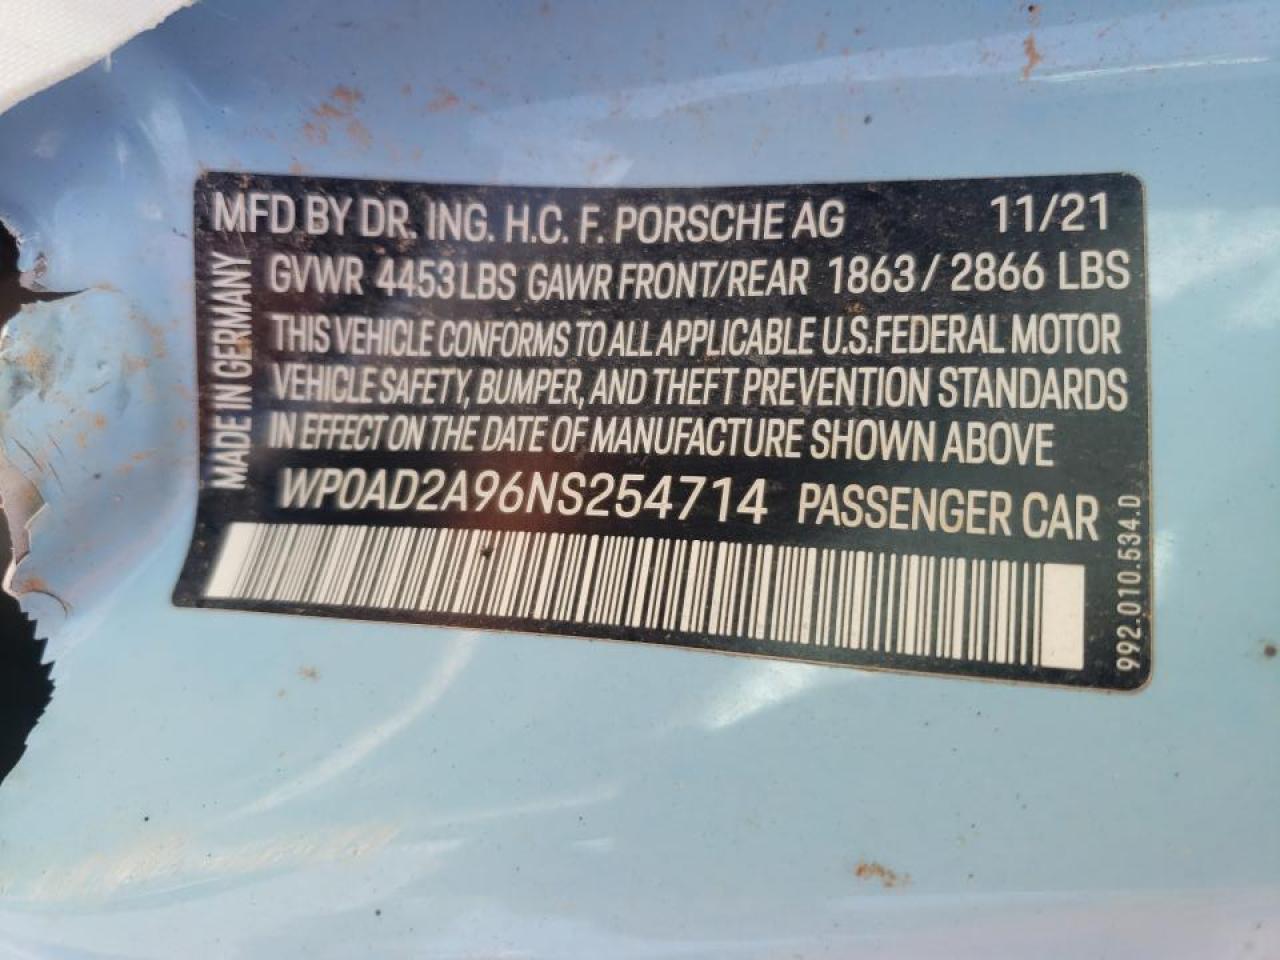 MFD BY DR. ING. H.C. F. PORSCHE AG 11/21
GVWR 4453 LBS GAWR FRONT/REAR 1863 / 2866 LBS
THIS VEHICLE CONFORMS TO ALL APPLICABLE U.S.FEDERAL MOTOR
VEHICLE SAFETY, BUMPER, AND THEFT PREVENTION STANDARDS
IN EFFECT ON THE DATE OF MANUFACTURE SHOWN ABOVE
WP0AD2A96NS254714 PASSENGER CAR
MADE IN GERMANY
992.010.534.D